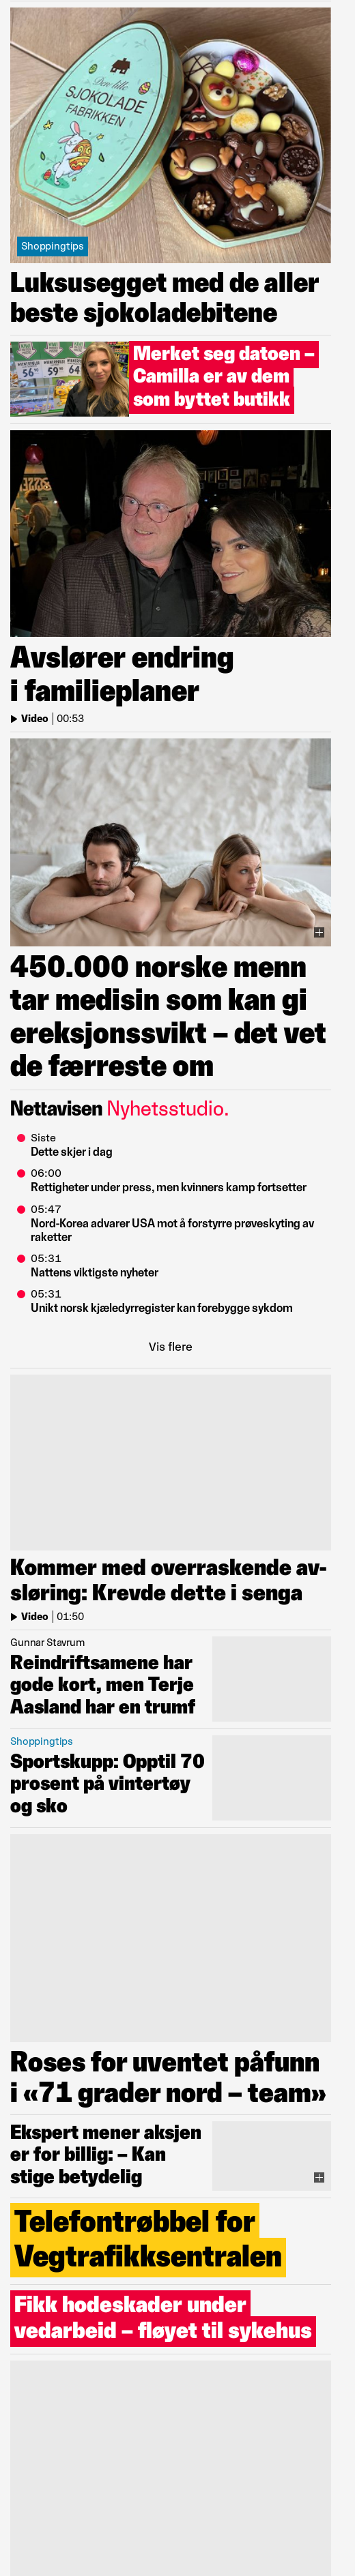 Den lille
SJOKOLADE
FABRIKKEN
Shoppingtips
Luksusegget med de aller
beste sjokoladebitene
56
59
64
Merket seg datoen –
Camilla er av dem
som byttet butikk
Avslører endring
i familieplaner
Video | 00:53
450.000 norske menn
tar medisin som kan gi
ereksjonssvikt – det vet
de færreste om
Nettavisen Nyhetsstudio.
Siste
Dette skjer i dag
06:00
Rettigheter under press, men kvinners kamp fortsetter
05:47
Nord-Korea advarer USA mot å forstyrre prøveskyting av
raketter
05:31
Nattens viktigste nyheter
05:31
Unikt norsk kjæledyrregister kan forebygge sykdom
Vis flere
Kommer med overraskende av-
sløring: Krevde dette i senga
Video | 01:50
Gunnar Stavrum
Reindriftsamene har
gode kort, men Terje
Aasland har en trumf
Shoppingtips
Sportskupp: Opptil 70
prosent på vintertøy
og sko
Roses for uventet påfunn
i «71 grader nord – team»
Ekspert mener aksjen
er for billig: – Kan
stige betydelig
Telefontrøbbel for
Vegtrafikksentralen
Fikk hodeskader under
vedarbeid – fløyet til sykehus